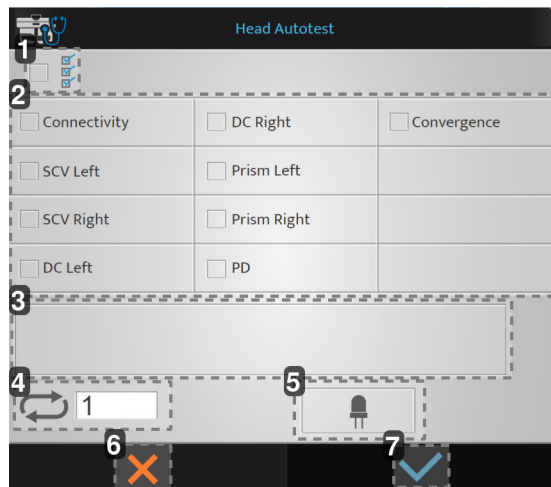 Head Autotest
1
2
Connectivity DC Right Convergence
SCV Left Prism Left
SCV Right Prism Right
DC Left PD
3
4 1
5
6
7